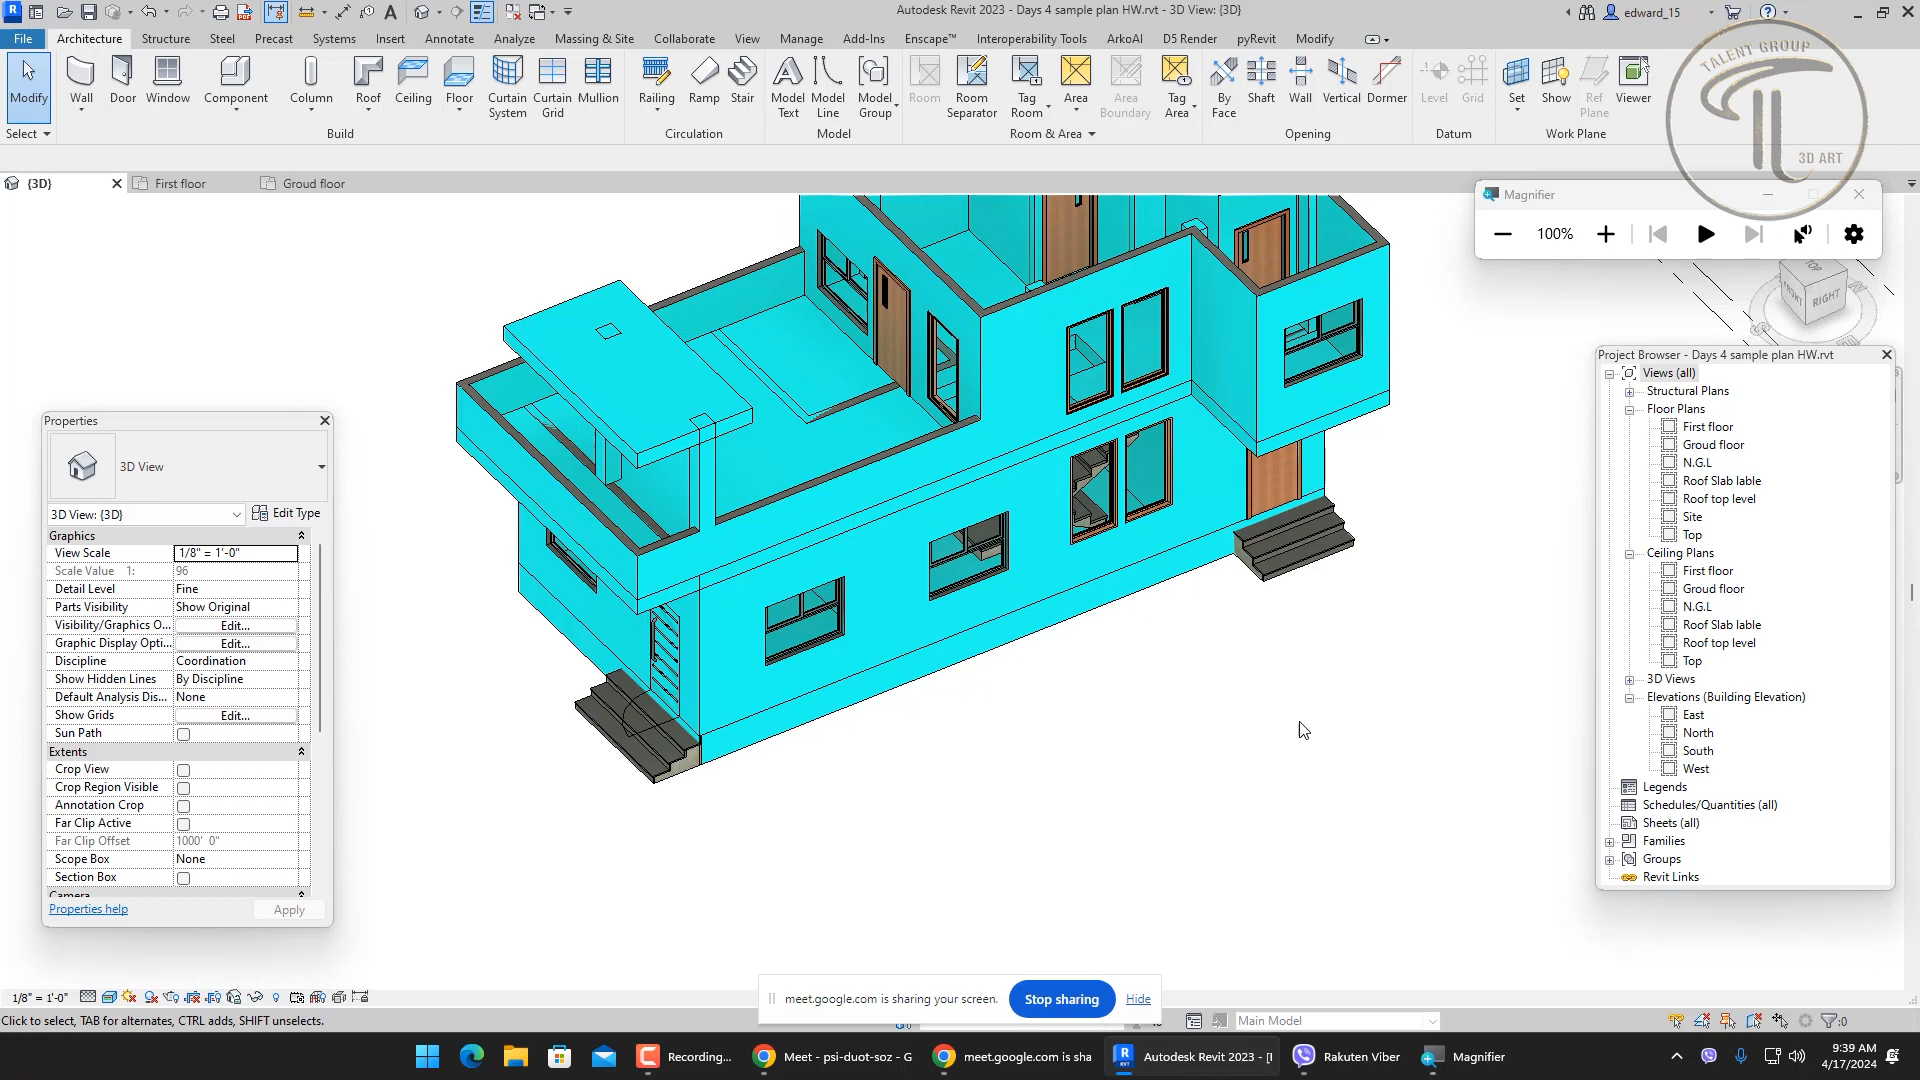 Autodesk Revit 2023 - Days 4 sample plan HW.rvt - 3D View: {3D}
edward_15
File Architecture Structure Steel Precast Systems Insert Annotate Analyze Massing & Site Collaborate View Manage Add-Ins Enscape™ Interoperability Tools ArkoAI D5 Render pyRevit Modify
Modify Wall Door Window Component Column Roof Ceiling Floor Curtain System Curtain Grid Mullion Railing Ramp Stair Model Text Model Line Model Group Room Room Separator Tag Room Area Area Boundary Tag Area By Face Shaft Wall Vertical Dormer Level Grid Set Show Ref Plane Viewer
Select Build Circulation Model Room & Area Opening Datum Work Plane
TALENT GROUP
3D ART
{3D} First floor Groud floor
Magnifier
100%
TOP
FRONT RIGHT
Properties
3D View
3D View: {3D} Edit Type
Graphics
View Scale 1/8" = 1'-0"
Scale Value 1: 96
Detail Level Fine
Parts Visibility Show Original
Visibility/Graphics O... Edit...
Graphic Display Opti... Edit...
Discipline Coordination
Show Hidden Lines By Discipline
Default Analysis Dis... None
Show Grids Edit...
Sun Path
Extents
Crop View
Crop Region Visible
Annotation Crop
Far Clip Active
Far Clip Offset 1000' 0"
Scope Box None
Section Box
Camera
Properties help Apply
Project Browser - Days 4 sample plan HW.rvt
Views (all)
Structural Plans
Floor Plans
First floor
Groud floor
N.G.L
Roof Slab lable
Roof top level
Site
Top
Ceiling Plans
First floor
Groud floor
N.G.L
Roof Slab lable
Roof top level
Top
3D Views
Elevations (Building Elevation)
East
North
South
West
Legends
Schedules/Quantities (all)
Sheets (all)
Families
Groups
Revit Links
1/8" = 1'-0"
meet.google.com is sharing your screen. Stop sharing Hide
Click to select, TAB for alternates, CTRL adds, SHIFT unselects.
Main Model
:0
Recording... Meet - psi-duot-soz - G meet.google.com is sha Autodesk Revit 2023 - [ Rakuten Viber Magnifier
9:39 AM
4/17/2024